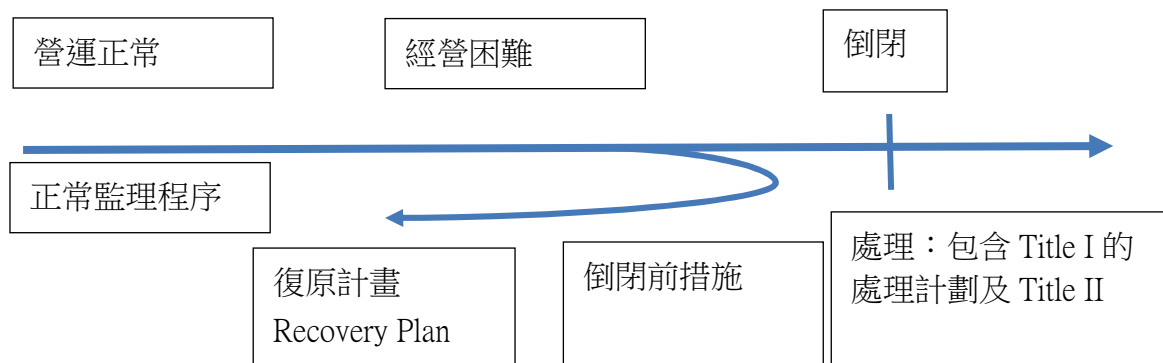 營運正常
經營困難
倒閉
正常監理程序
復原計畫
Recovery Plan
倒閉前措施
處理：包含 Title I 的
處理計劃及 Title II